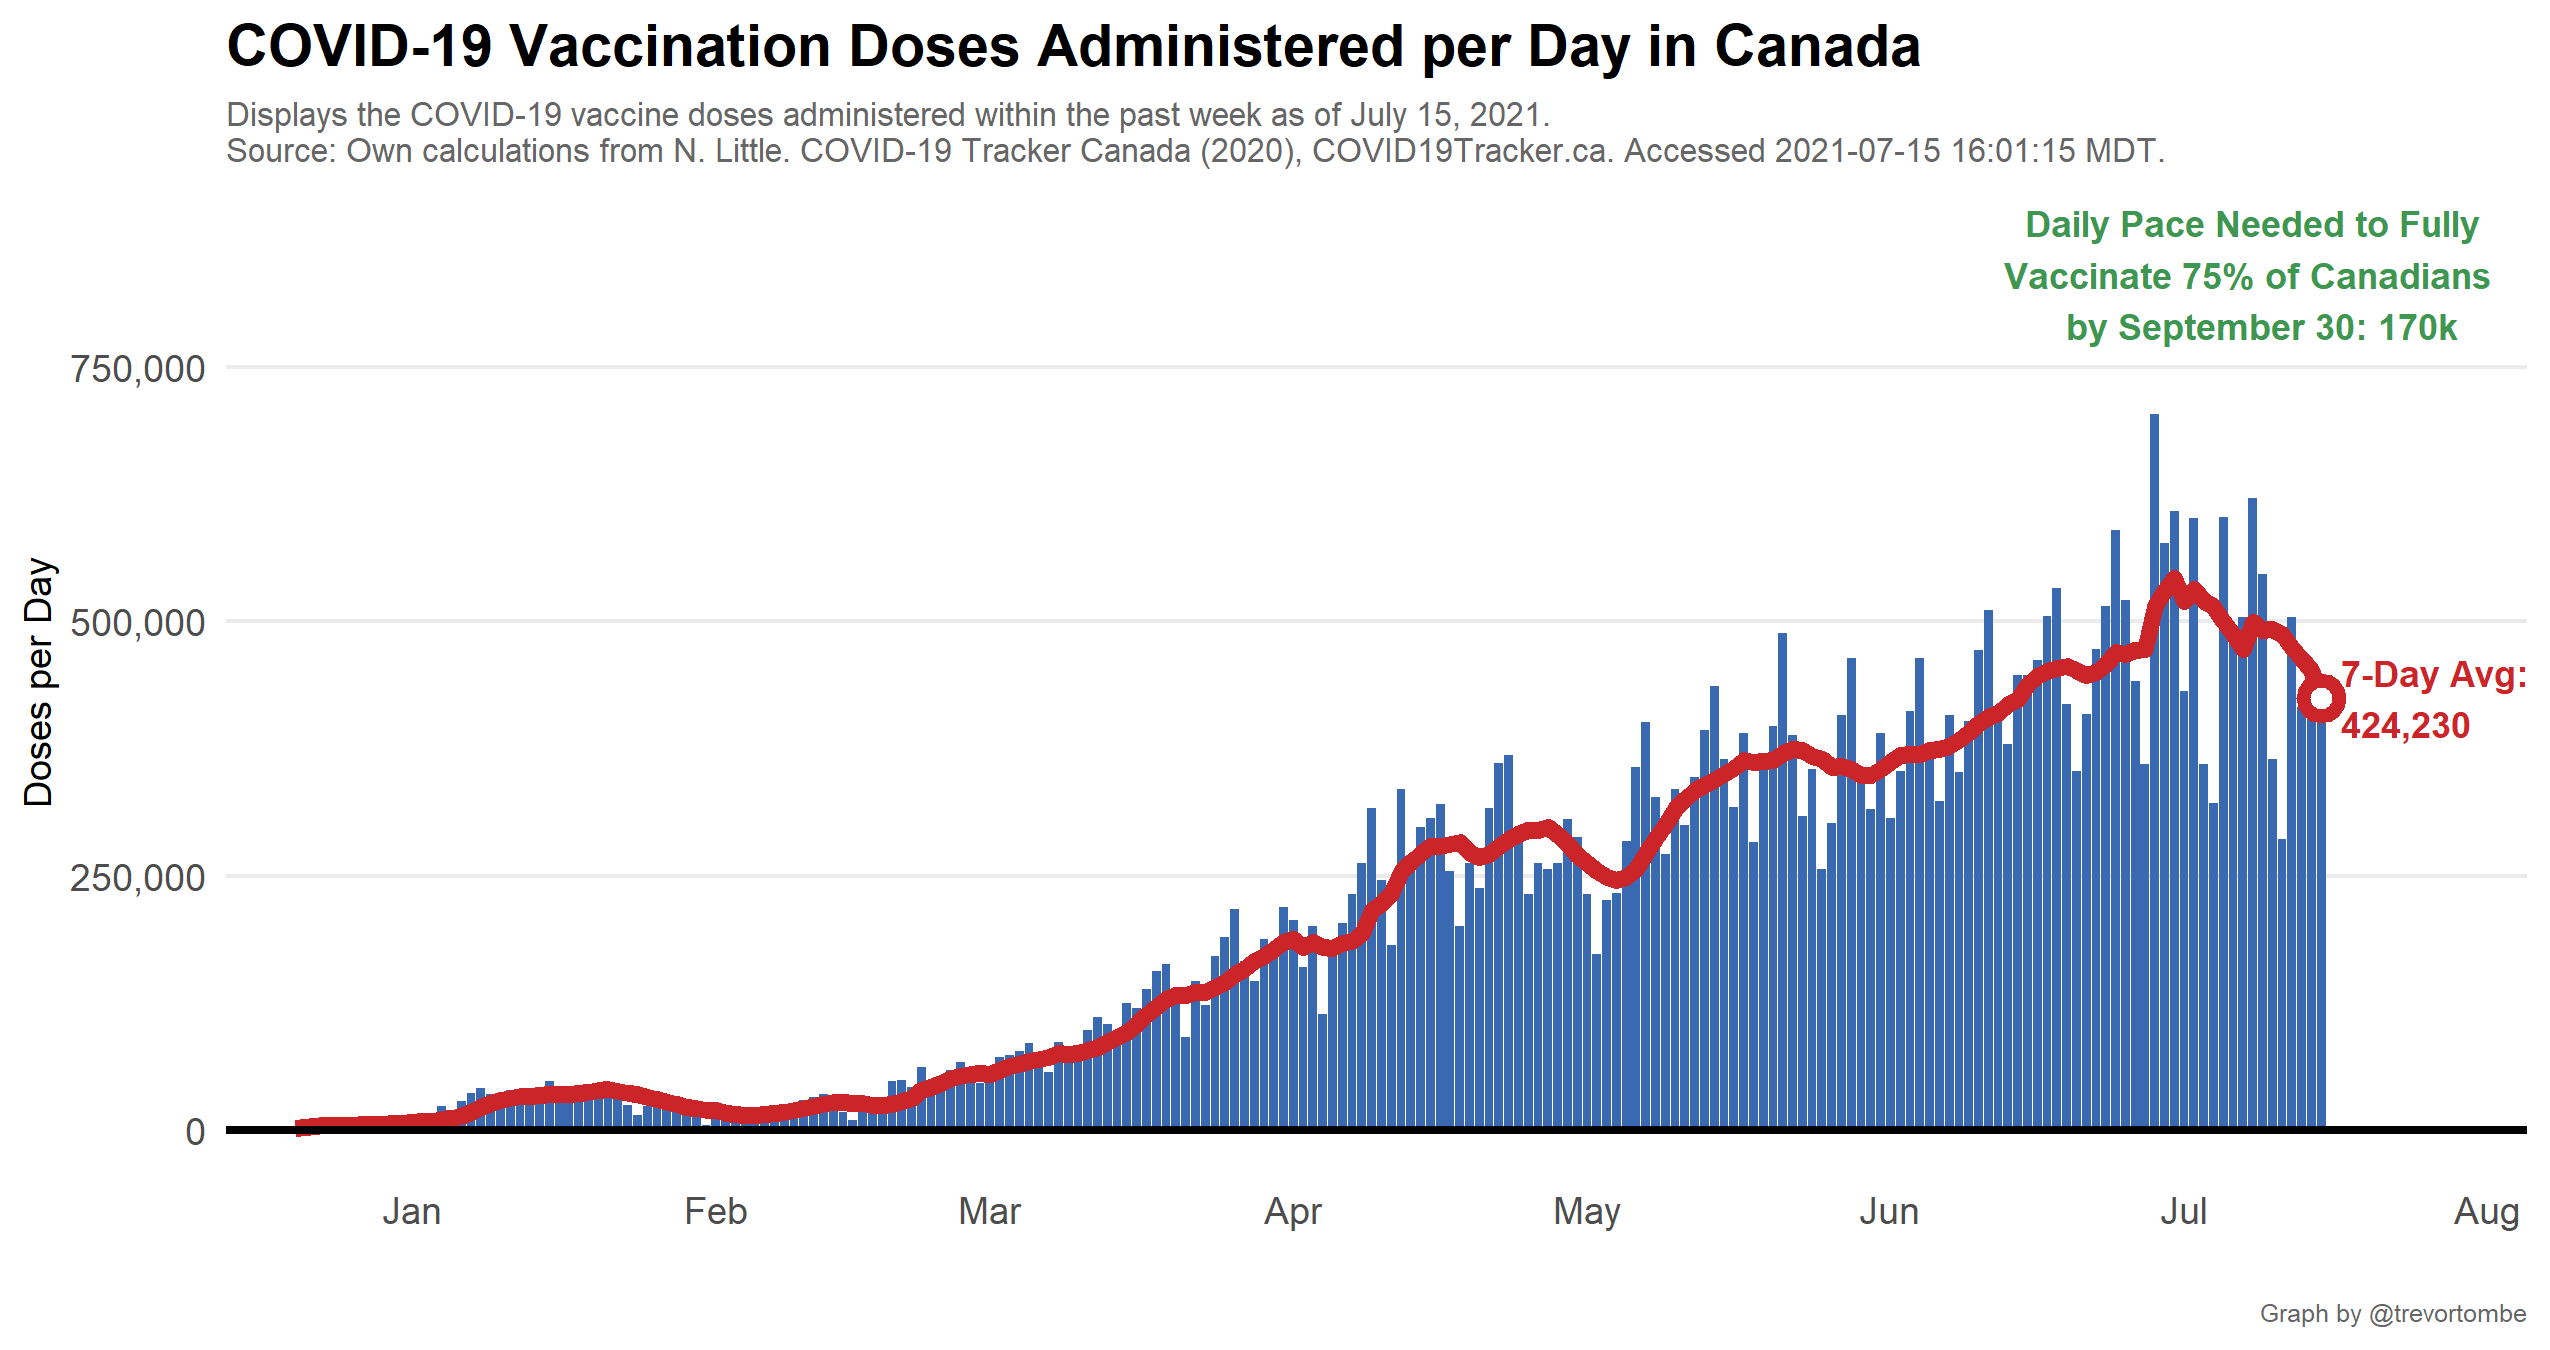 COVID-19 Vaccination Doses Administered per Day in Canada
Displays the COVID-19 vaccine doses administered within the past week as of July 15, 2021.
Source: Own calculations from N. Little. COVID-19 Tracker Canada (2020), COVID19Tracker.ca. Accessed 2021-07-15 16:01:15 MDT.
Daily Pace Needed to Fully
Vaccinate 75% of Canadians
by September 30: 170k
750,000
500,000
250,000
0
Doses per Day
7-Day Avg:
424,230
Jan Feb Mar Apr May Jun Jul Aug
Graph by @trevortombe